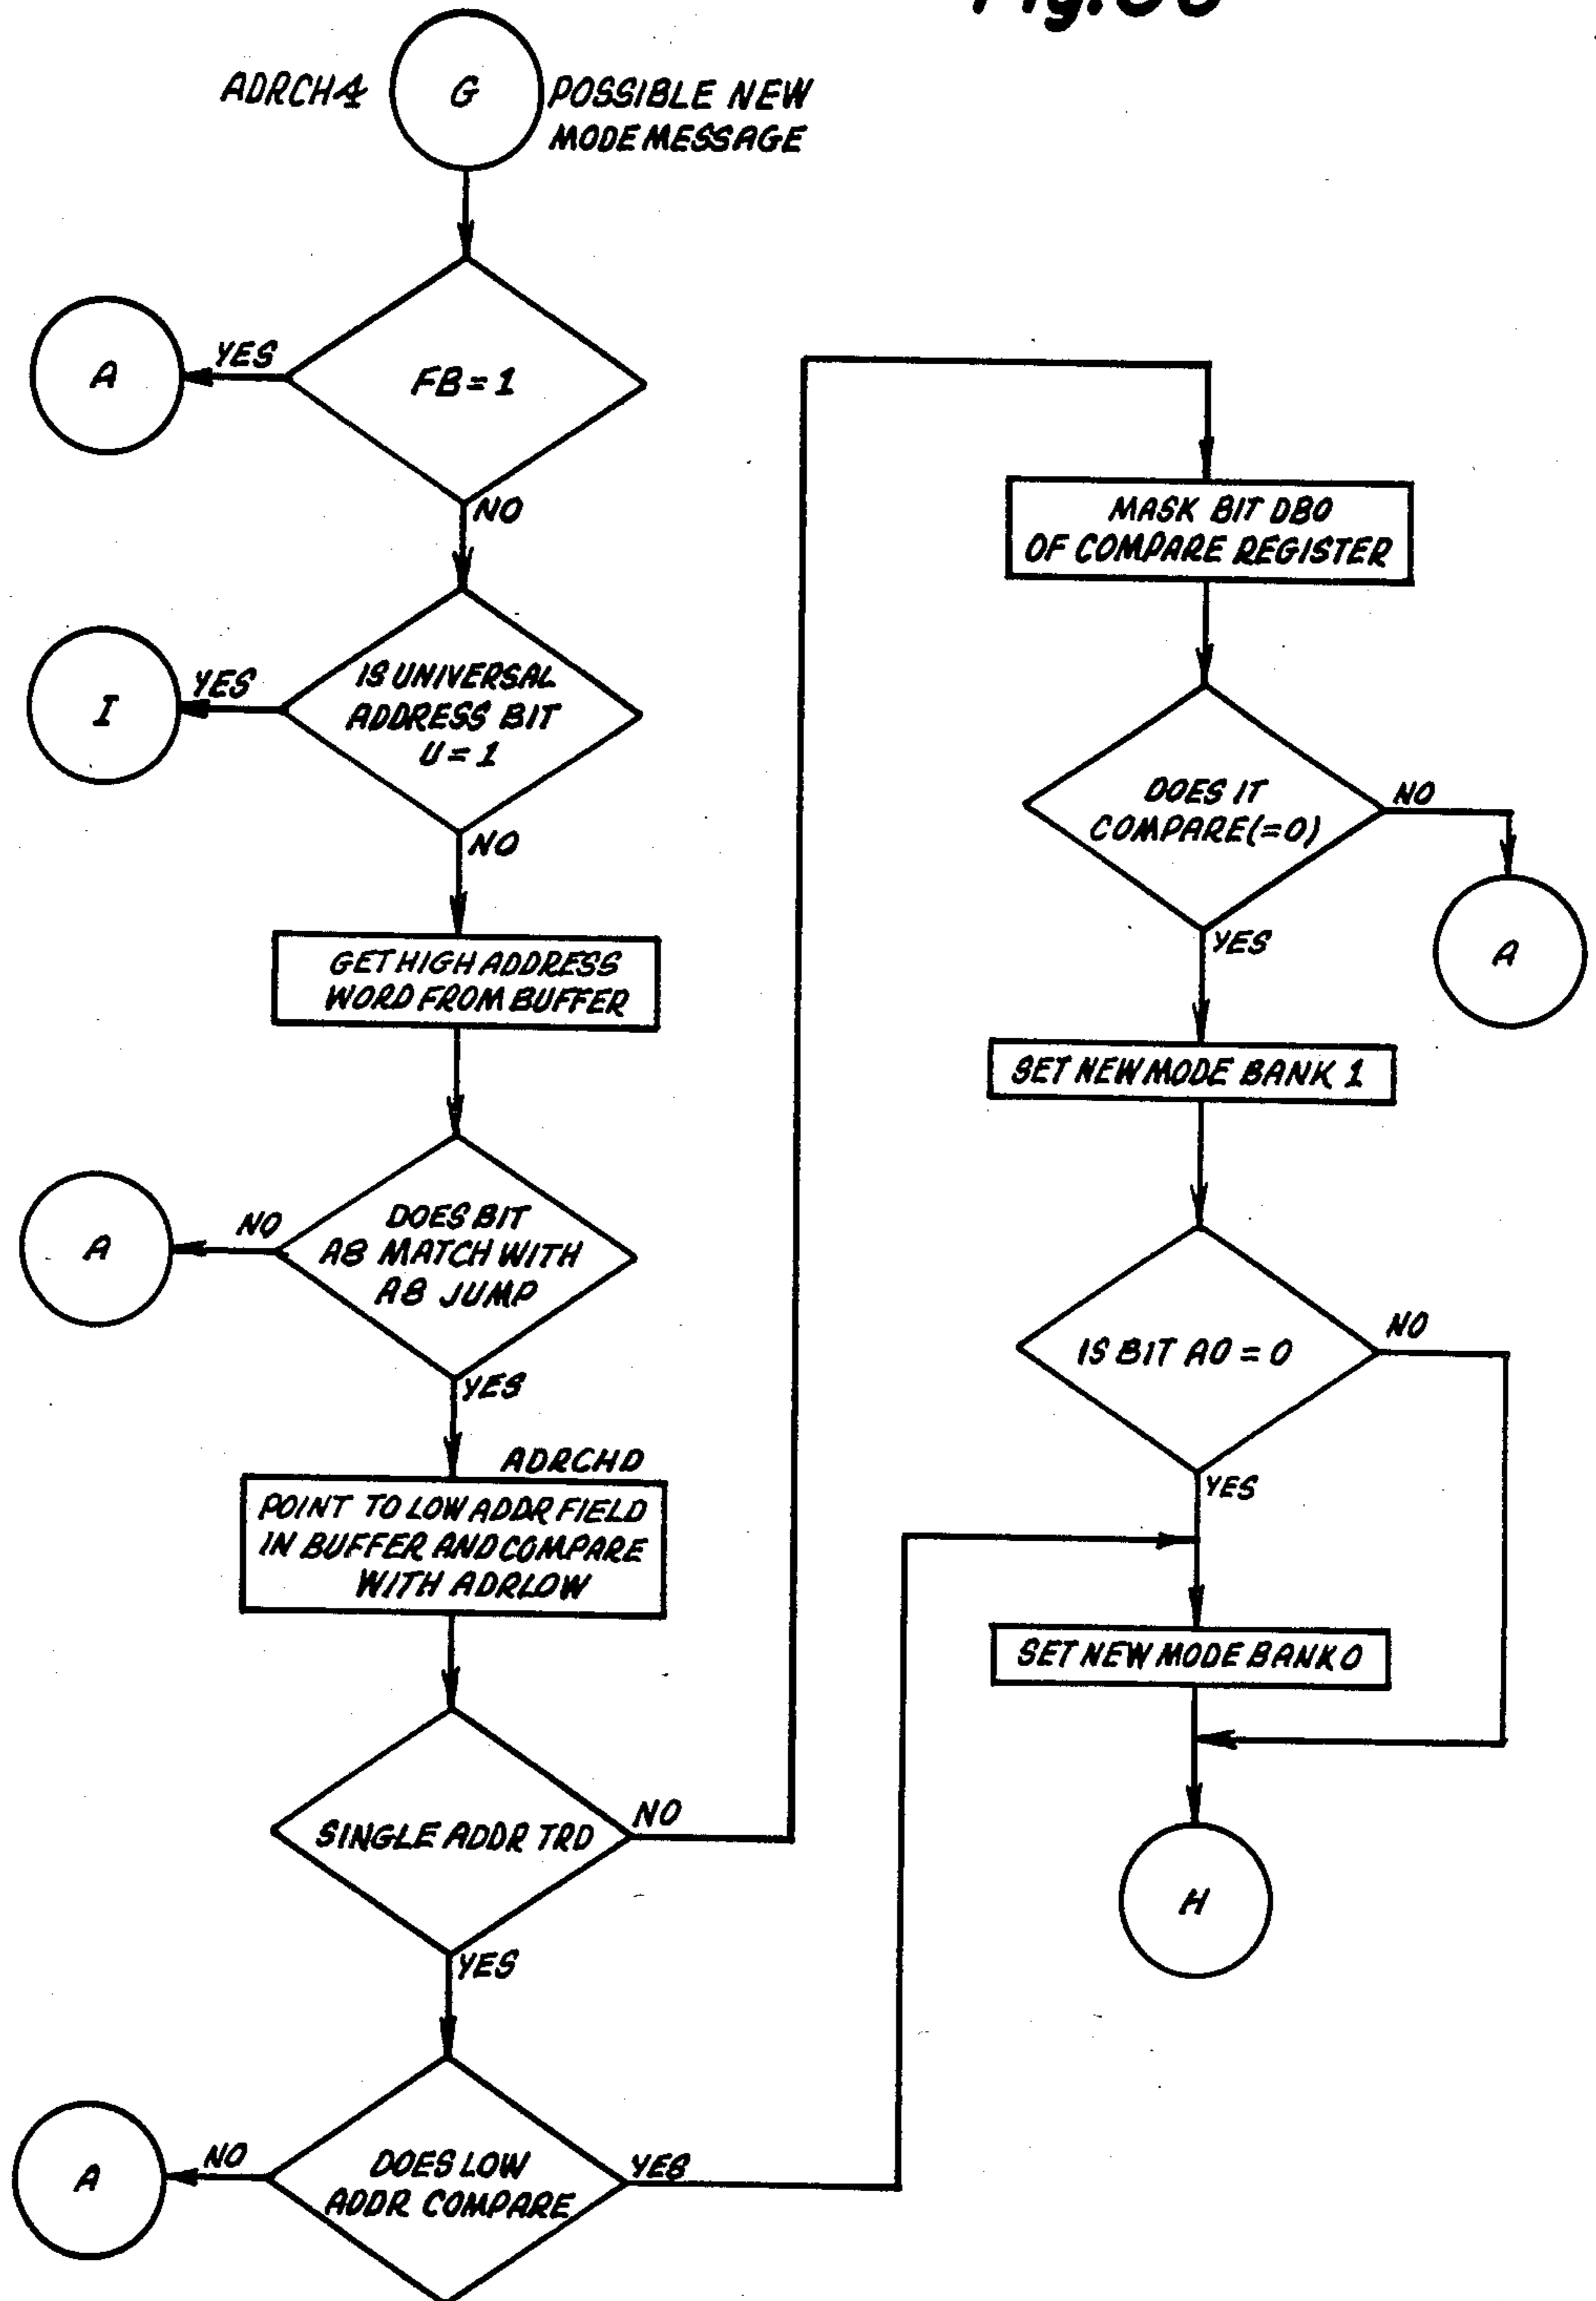 ADRCH4
G
POSSIBLE NEW
MODE MESSAGE
FB = 1
YES
A
NO
IS UNIVERSAL
ADDRESS BIT
U = 1
YES
I
NO
GET HIGH ADDRESS
WORD FROM BUFFER
DOES BIT
A8 MATCH WITH
A8 JUMP
NO
A
YES
ADRCHD
POINT TO LOW ADDR FIELD
IN BUFFER AND COMPARE
WITH ADRLOW
SINGLE ADDR TRD
NO
YES
DOES LOW
ADDR COMPARE
NO
A
YES
MASK BIT DB0
OF COMPARE REGISTER
DOES IT
COMPARE(=0)
NO
A
YES
SET NEW MODE BANK 1
IS BIT A0 = 0
NO
YES
SET NEW MODE BANK 0
H